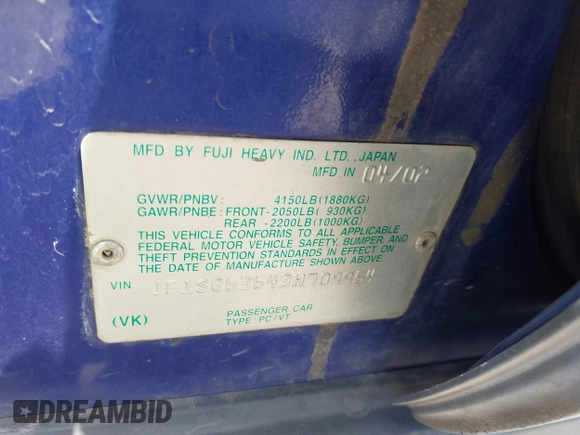 MFD BY FUJI HEAVY IND. LTD. JAPAN
MFD IN 04/02
GVWR/PNBV: 4150LB(1880KG)
GAWR/PNBE: FRONT-2050LB( 930KG)
REAR -2200LB(1000KG)
THIS VEHICLE CONFORMS TO ALL APPLICABLE
FEDERAL MOTOR VEHICLE SAFETY, BUMPER, AND
THEFT PREVENTION STANDARDS IN EFFECT ON
THE DATE OF MANUFACTURE SHOWN ABOVE.
VIN
PASSENGER CAR
(VK) TYPE: PC/VT
DREAMBID